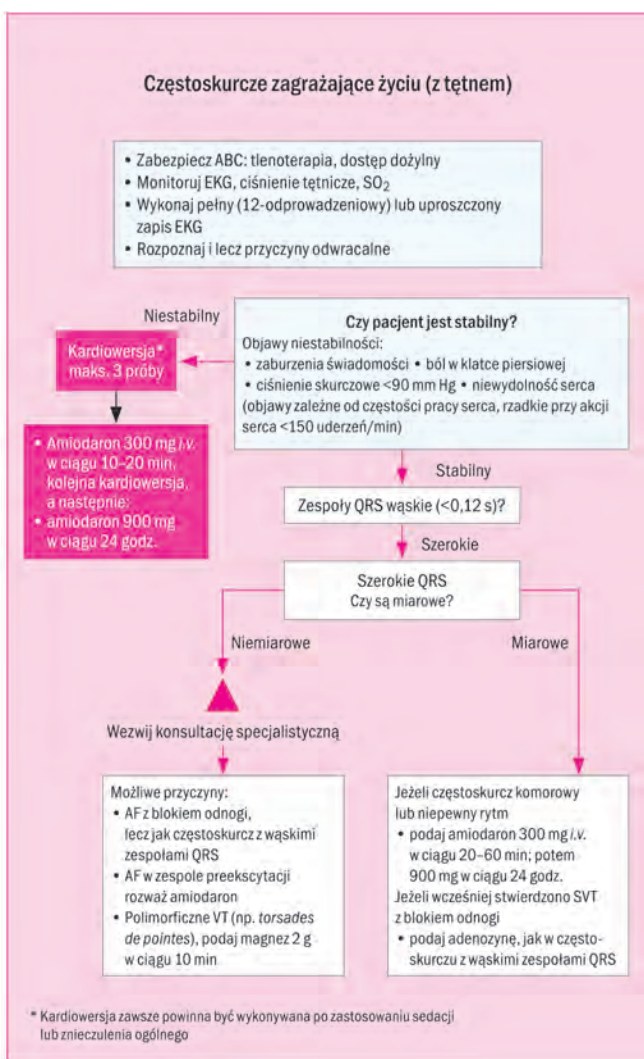 Częstoskurcze zagrażające życiu (z tętnem)
• Zabezpiecz ABC: tlenoterapia, dostęp dożylny
• Monitoruj EKG, ciśnienie tętnicze, SO₂
• Wykonaj pełny (12-odprowadzeniowy) lub uproszczony
zapis EKG
• Rozpoznaj i lecz przyczyny odwracalne
Niestabilny
Czy pacjent jest stabilny?
Objawy niestabilności:
• zaburzenia świadomości • ból w klatce piersiowej
• ciśnienie skurczowe <90 mm Hg • niewydolność serca
(objawy zależne od częstości pracy serca, rzadkie przy akcji
serca <150 uderzeń/min)
Kardiowersja*
maks. 3 próby
• Amiodaron 300 mg i.v.
w ciągu 10–20 min,
kolejna kardiowersja,
a następnie:
• amiodaron 900 mg
w ciągu 24 godz.
Stabilny
Zespoły QRS wąskie (<0,12 s)?
Szerokie
Szerokie QRS
Czy są miarowe?
Niemiarowe
Miarowe
Wezwij konsultację specjalistyczną
Możliwe przyczyny:
• AF z blokiem odnogi,
lecz jak częstoskurcz z wąskimi
zespołami QRS
• AF w zespole preekscytacji
rozważ amiodaron
• Polimorficzne VT (np. torsades
de pointes), podaj magnez 2 g
w ciągu 10 min
Jeżeli częstoskurcz komorowy
lub niepewny rytm
• podaj amiodaron 300 mg i.v.
w ciągu 20–60 min; potem
900 mg w ciągu 24 godz.
Jeżeli wcześniej stwierdzono SVT
z blokiem odnogi
• podaj adenozynę, jak w często-
skurczu z wąskimi zespołami QRS
* Kardiowersja zawsze powinna być wykonywana po zastosowaniu sedacji
lub znieczulenia ogólnego